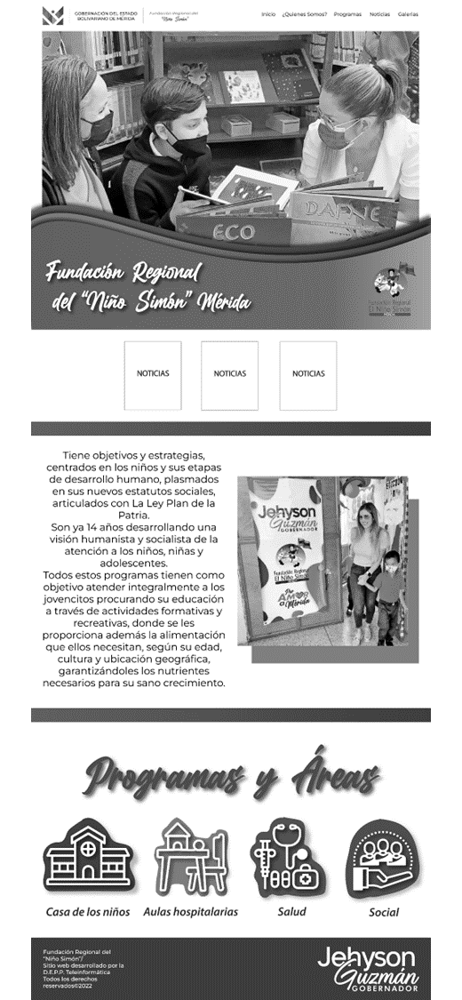 GOBERNACIÓN DEL ESTADO
BOLIVARIANO DE MÉRIDA
Fundación Regional del
"Niño Simón"
Inicio ¿Quienes Somos? Programas Noticias Galerías
ECO
DAFNE
Fundación Regional
del "Niño Simón" Mérida
Fundación Regional
El Niño Simón
NOTICIAS NOTICIAS NOTICIAS
Tiene objetivos y estrategias,
centrados en los niños y sus etapas
de desarrollo humano, plasmados
en sus nuevos estatutos sociales,
articulados con La Ley Plan de la
Patria.
Son ya 14 años desarrollando una
visión humanista y socialista de la
atención a los niños, niñas y
adolescentes.
Todos estos programas tienen como
objetivo atender integralmente a los
jovencitos procurando su educación
a través de actividades formativas y
recreativas, donde se les
proporciona además la alimentación
que ellos necesitan, según su edad,
cultura y ubicación geográfica,
garantizándoles los nutrientes
necesarios para su sano crecimiento.
Jehyson
Guzmán
GOBERNADOR
Fundación Regional
El Niño Simón
Por
AMOR
a Mérida
Programas y Áreas
Casa de los niños Aulas hospitalarias Salud Social
Fundación Regional del
"Niño Simón"/
Sitio web desarrollado por la
D.E.P.P. Teleinformática
Todos los derechos
reservados©2022
Jehyson
Guzmán
GOBERNADOR